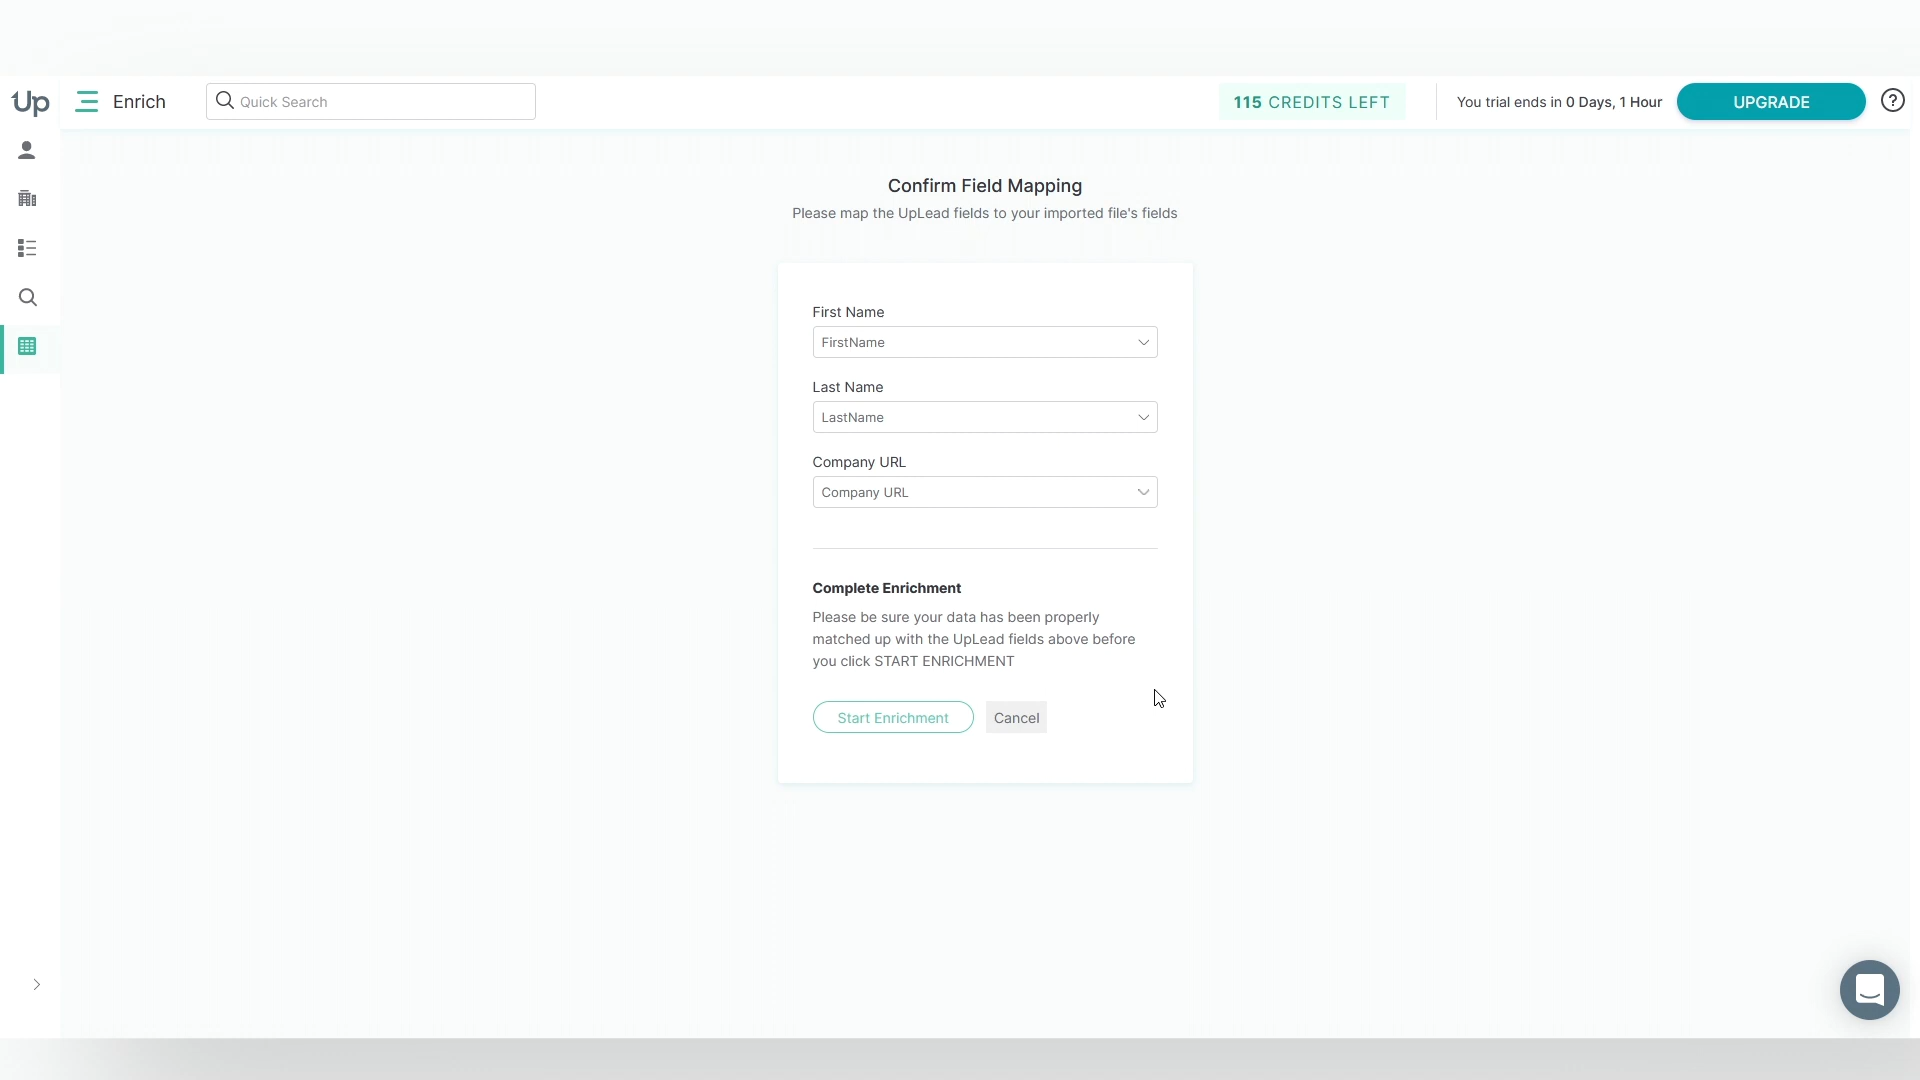 Up
Enrich
Quick Search
115 CREDITS LEFT
You trial ends in 0 Days, 1 Hour
UPGRADE
?
Confirm Field Mapping
Please map the UpLead fields to your imported file's fields
First Name
FirstName
Last Name
LastName
Company URL
Company URL
Complete Enrichment
Please be sure your data has been properly
matched up with the UpLead fields above before
you click START ENRICHMENT
Start Enrichment
Cancel